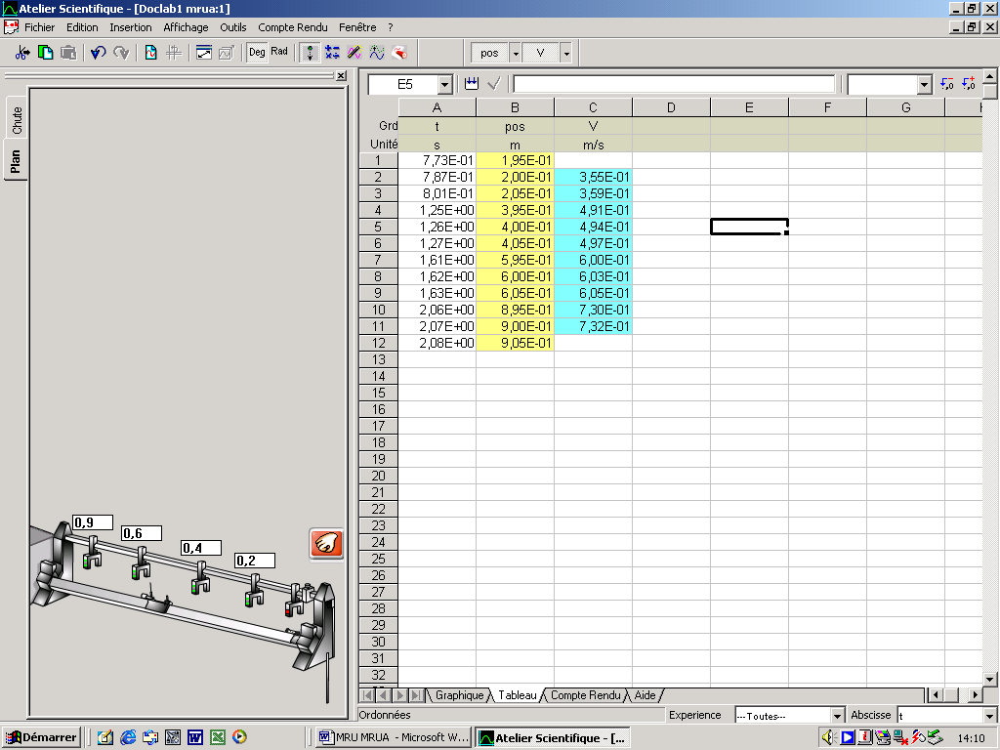 Atelier Scientifique - [Doclab1 mrua:1]
Fichier Edition Insertion Affichage Outils Compte Rendu Fenêtre ?
Deg Rad pos V
E5
Chute
Plan
A B C D E F G
Grd t pos V
Unité s m m/s
1 7,73E-01 1,95E-01
2 7,87E-01 2,00E-01 3,55E-01
3 8,01E-01 2,05E-01 3,59E-01
4 1,25E+00 3,95E-01 4,91E-01
5 1,26E+00 4,00E-01 4,94E-01
6 1,27E+00 4,05E-01 4,97E-01
7 1,61E+00 5,95E-01 6,00E-01
8 1,62E+00 6,00E-01 6,03E-01
9 1,63E+00 6,05E-01 6,05E-01
10 2,06E+00 8,95E-01 7,30E-01
11 2,07E+00 9,00E-01 7,32E-01
12 2,08E+00 9,05E-01
13
14
15
16
17
18
19
20
21
22
23
24
25
26
27
28
29
30
31
32
0,9
0,6
0,4
0,2
Graphique Tableau Compte Rendu Aide
Ordonnées Experience ---Toutes--- Abscisse t
Démarrer MRU MRUA - Microsoft W... Atelier Scientifique - [... 14:10